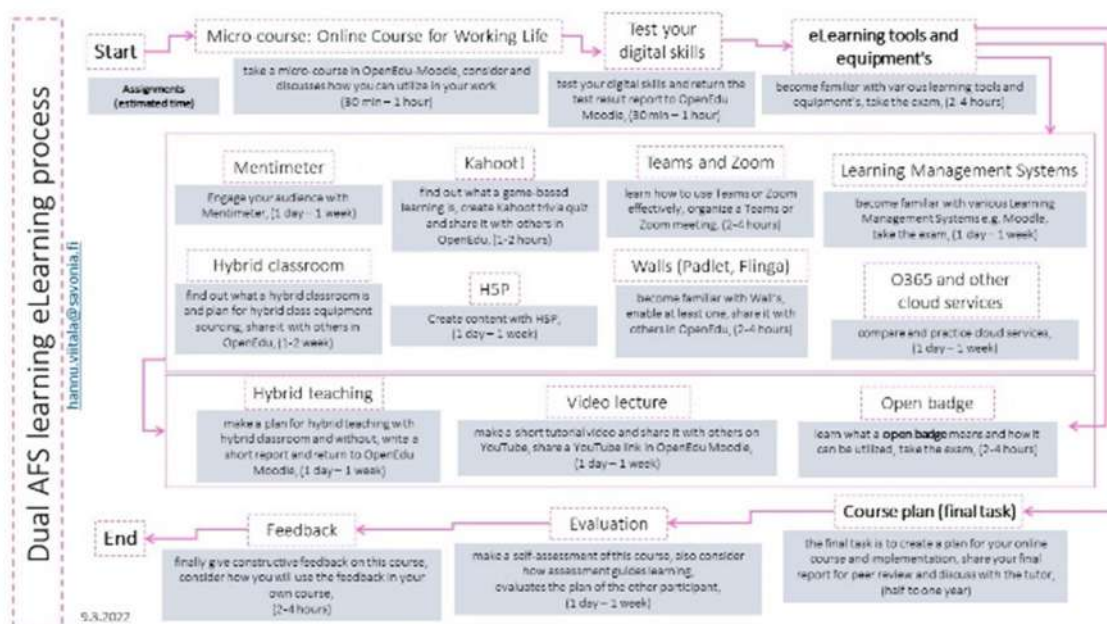 Dual AFS learning eLearning process
hannu.viitala@savonia.fi
9.3.2022
Start
Assignments
(estimated time)
Micro course: Online Course for Working Life
take a micro-course in OpenEdu-Moodle, consider and
discusses how you can utilize in your work
(30 min – 1 hour)
Test your
digital skills
test your digital skills and return the
test result report to OpenEdu
Moodle, (30 min – 1 hour)
eLearning tools and
equipment's
become familiar with various learning tools and
equipment's, take the exam, (2-4 hours)
Mentimeter
Engage your audience with
Mentimeter, (1 day – 1 week)
Kahoot!
find out what a game-based
learning is, create Kahoot trivia quiz
and share it with others in
OpenEdu, (1-2 hours)
Teams and Zoom
learn how to use Teams or Zoom
effectively, organize a Teams or
Zoom meeting, (2-4 hours)
Learning Management Systems
become familiar with various Learning
Management Systems e.g. Moodle,
take the exam, (1 day – 1 week)
Hybrid classroom
find out what a hybrid classroom is
and plan for hybrid class equipment
sourcing, share it with others in
OpenEdu, (1-2 week)
H5P
Create content with H5P,
(1 day – 1 week)
Walls (Padlet, Flinga)
become familiar with Wall's,
enable at least one, share it with
others in OpenEdu, (2-4 hours)
O365 and other
cloud services
compare and practice cloud services,
(1 day – 1 week)
Hybrid teaching
make a plan for hybrid teaching with
hybrid classroom and without, write a
short report and return to OpenEdu
Moodle, (1 day – 1 week)
Video lecture
make a short tutorial video and share it with others on
YouTube, share a YouTube link in OpenEdu Moodle,
(1 day – 1 week)
Open badge
learn what a open badge means and how it
can be utilized, take the exam, (2-4 hours)
Course plan (final task)
the final task is to create a plan for your online
course and implementation, share your final
report for peer review and discuss with the tutor,
(half to one year)
Evaluation
make a self-assessment of this course, also consider
how assessment guides learning,
evaluates the plan of the other participant,
(1 day – 1 week)
Feedback
finally give constructive feedback on this course,
consider how you will use the feedback in your
own course,
(2-4 hours)
End